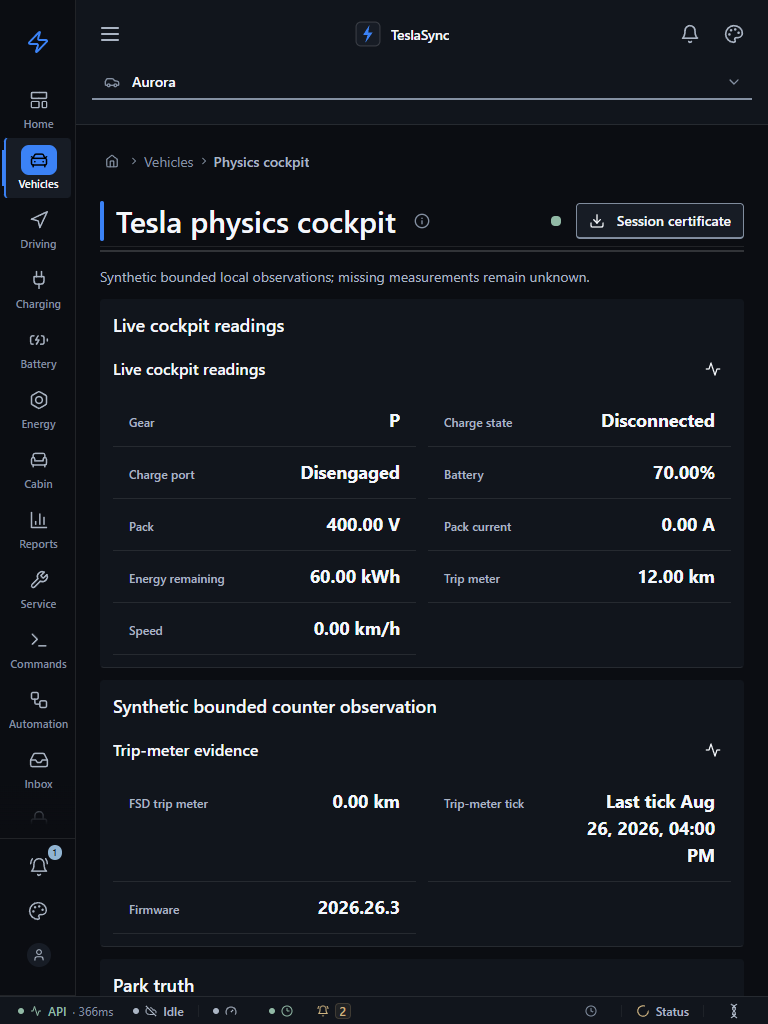 TeslaSync
Aurora
Home
Vehicles
Driving
Charging
Battery
Energy
Cabin
Reports
Service
Commands
Automation
Inbox
1
Vehicles
Physics cockpit
Tesla physics cockpit
Session certificate
Synthetic bounded local observations; missing measurements remain unknown.
Live cockpit readings
Live cockpit readings
Gear P
Charge state Disconnected
Charge port Disengaged
Battery 70.00%
Pack 400.00 V
Pack current 0.00 A
Energy remaining 60.00 kWh
Trip meter 12.00 km
Speed 0.00 km/h
Synthetic bounded counter observation
Trip-meter evidence
FSD trip meter 0.00 km
Trip-meter tick Last tick Aug
26, 2026, 04:00
PM
Firmware 2026.26.3
Park truth
API · 366ms Idle 2 Status